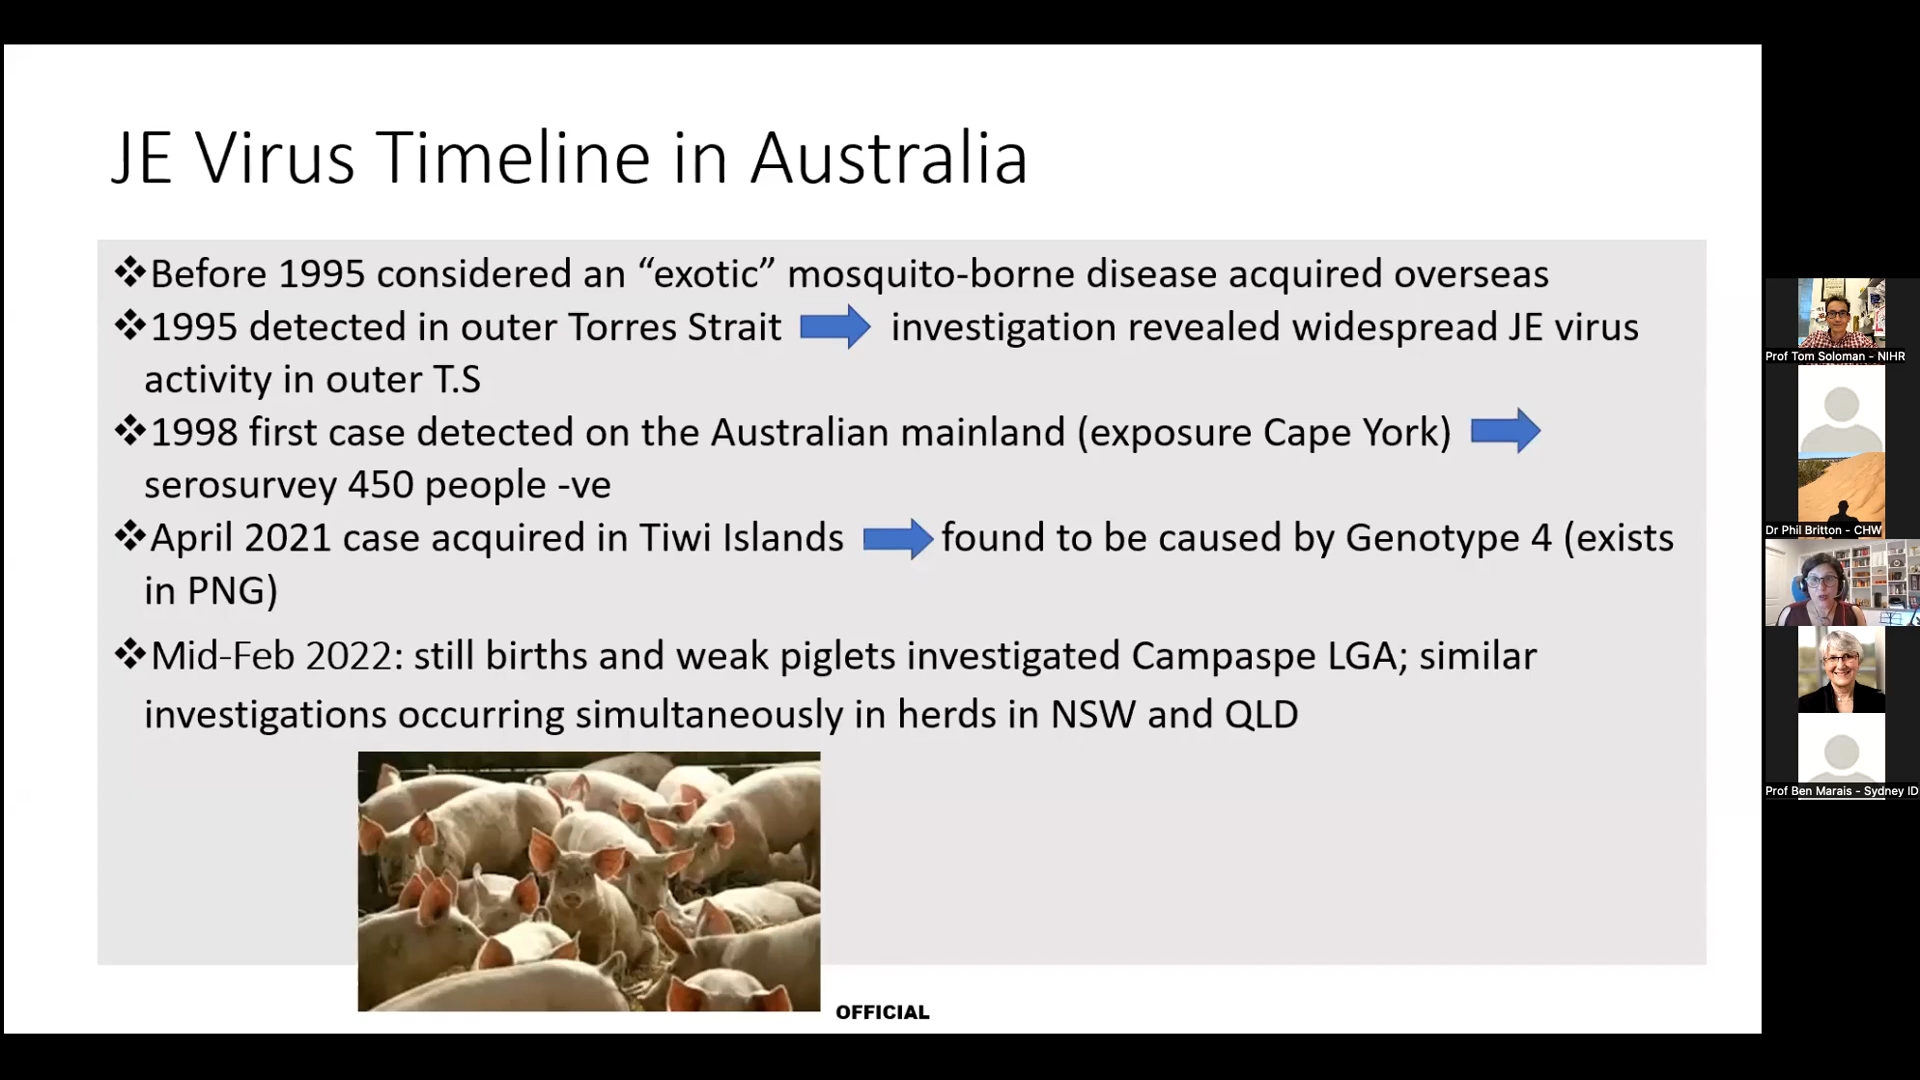 JE Virus Timeline in Australia
❖Before 1995 considered an “exotic” mosquito-borne disease acquired overseas
❖1995 detected in outer Torres Strait investigation revealed widespread JE virus
activity in outer T.S
❖1998 first case detected on the Australian mainland (exposure Cape York)
serosurvey 450 people -ve
❖April 2021 case acquired in Tiwi Islands found to be caused by Genotype 4 (exists
in PNG)
❖Mid-Feb 2022: still births and weak piglets investigated Campaspe LGA; similar
investigations occurring simultaneously in herds in NSW and QLD
OFFICIAL
Prof Tom Soloman - NIHR
Dr Phil Britton - CHW
Prof Ben Marais - Sydney ID